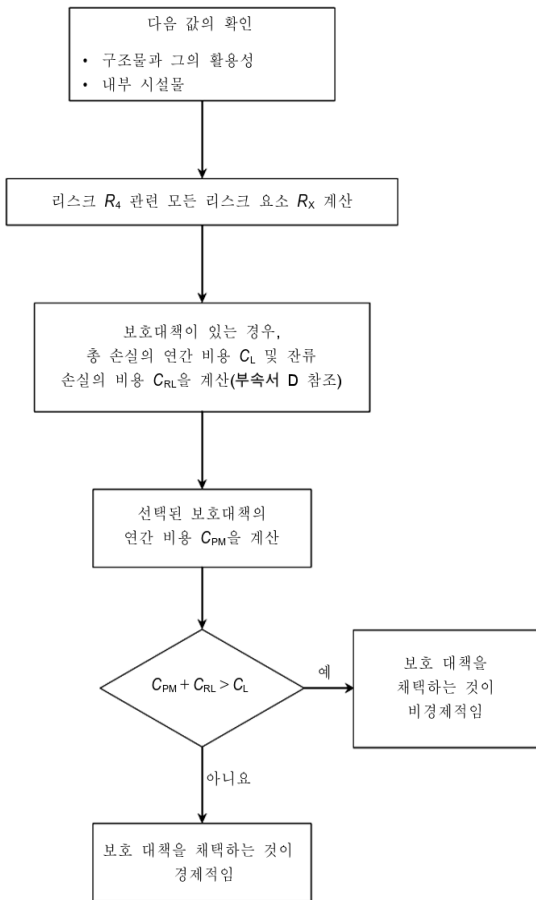 다음 값의 확인
• 구조물과 그의 활용성
• 내부 시설물
리스크 R4 관련 모든 리스크 요소 RX 계산
보호대책이 있는 경우,
총 손실의 연간 비용 CL 및 잔류
손실의 비용 CRL을 계산(부속서 D 참조)
선택된 보호대책의
연간 비용 CPM을 계산
CPM + CRL > CL
예
보호 대책을
채택하는 것이
비경제적임
아니요
보호 대책을 채택하는 것이
경제적임